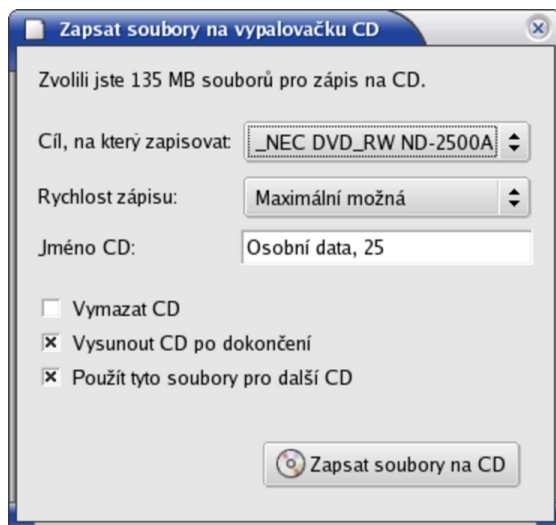 Zapsat soubory na vypalovačku CD
Zvolili jste 135 MB souborů pro zápis na CD.
Cíl, na který zapisovat: _NEC DVD_RW ND-2500A
Rychlost zápisu: Maximální možná
Jméno CD: Osobní data, 25
Vymazat CD
Vysunout CD po dokončení
Použít tyto soubory pro další CD
Zapsat soubory na CD